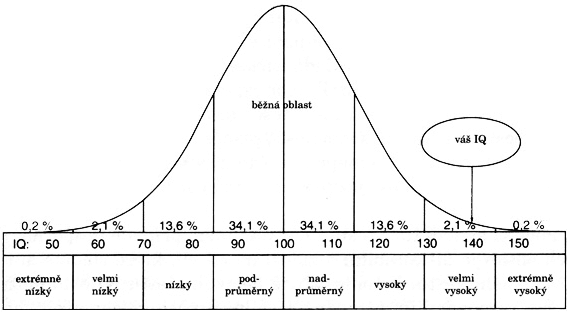 běžná oblast
váš IQ
0,2 % 2,1 % 13,6 % 34,1 % 34,1 % 13,6 % 2,1 % 0,2 %
IQ: 50 60 70 80 90 100 110 120 130 140 150
extrémně nízký
velmi nízký
nízký
pod-
průměrný
nad-
průměrný
vysoký
velmi
vysoký
extrémně
vysoký